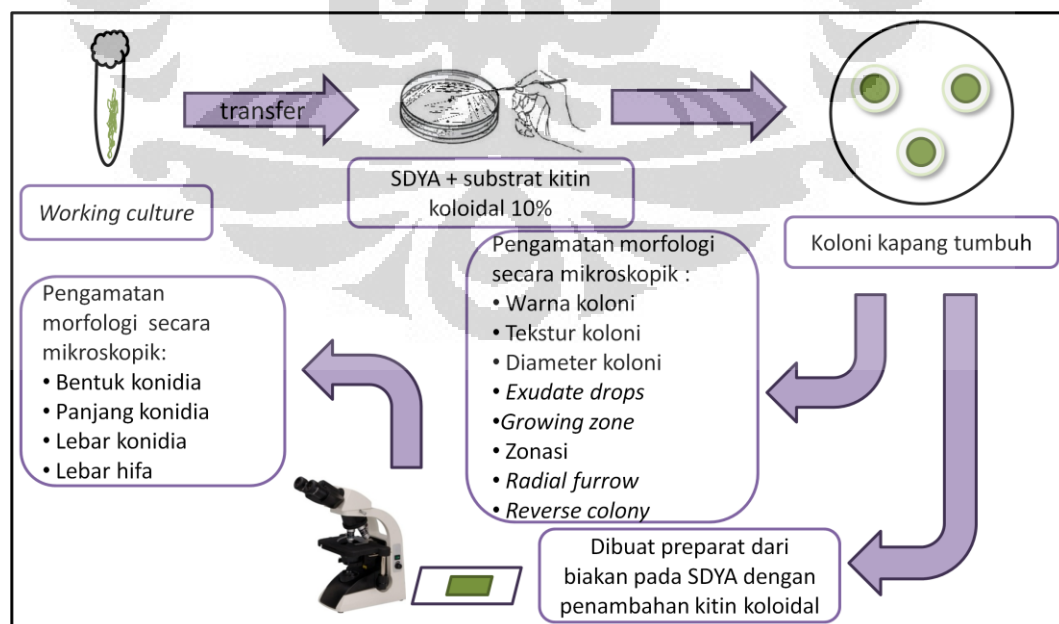 transfer
Working culture
SDYA + substrat kitin
koloidal 10%
Koloni kapang tumbuh
Pengamatan morfologi
secara mikroskopik :
• Warna koloni
• Tekstur koloni
• Diameter koloni
• Exudate drops
•Growing zone
• Zonasi
• Radial furrow
• Reverse colony
Dibuat preparat dari
biakan pada SDYA dengan
penambahan kitin koloidal
Pengamatan
morfologi secara
mikroskopik:
• Bentuk konidia
• Panjang konidia
• Lebar konidia
• Lebar hifa